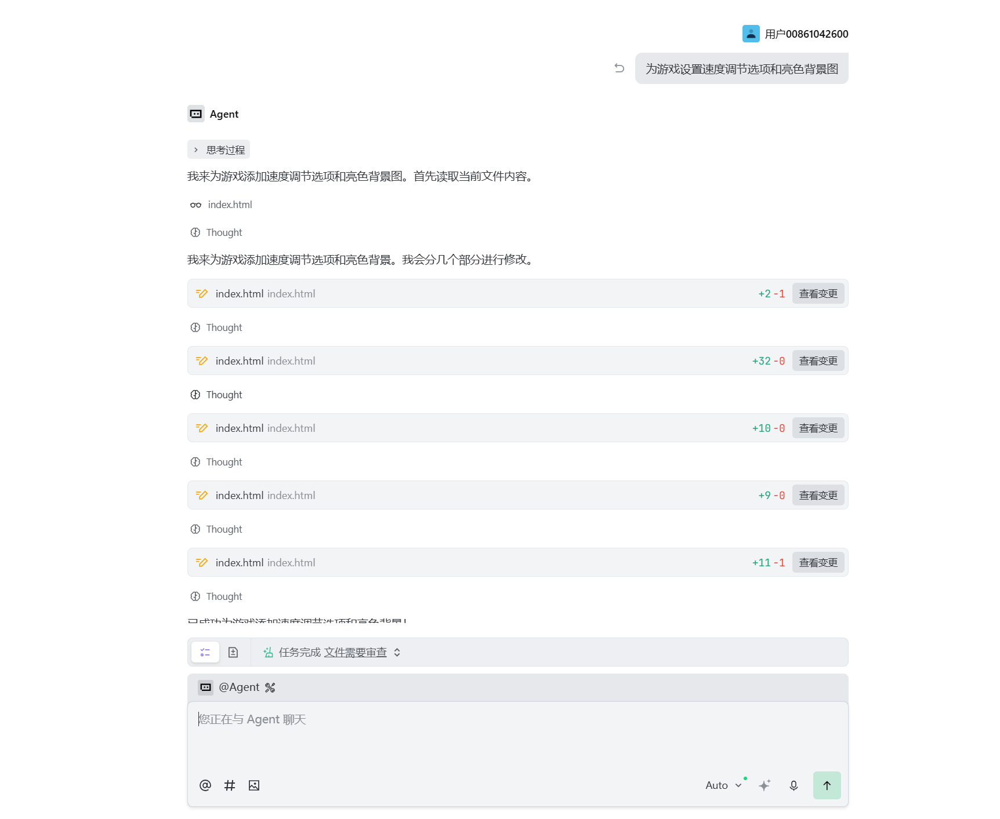 用户00861042600
为游戏设置速度调节选项和亮色背景图
Agent
思考过程
我来为游戏添加速度调节选项和亮色背景图。首先读取当前文件内容。
index.html
Thought
我来为游戏添加速度调节选项和亮色背景。我会分几个部分进行修改。
index.html index.html +2 -1 查看变更
Thought
index.html index.html +32 -0 查看变更
Thought
index.html index.html +10 -0 查看变更
Thought
index.html index.html +9 -0 查看变更
Thought
index.html index.html +11 -1 查看变更
Thought
已成功为游戏添加速度调节选项和亮色背景！
任务完成 文件需要审查
@Agent
您正在与 Agent 聊天
Auto